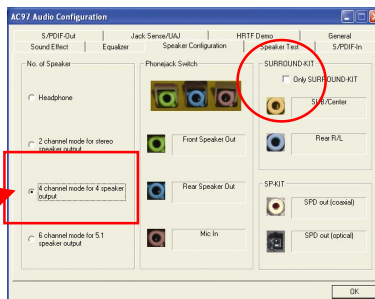 AC97 Audio Configuration
S/PDIF-Out
Jack Sense/UAJ
HRTF Demo
General
Sound Effect
Equalizer
Speaker Configuration
Speaker Test
S/PDIF-In
No. of Speaker
Headphone
2 channel mode for stereo
speaker output
4 channel mode for 4 speaker
output
6 channel mode for 5.1
speaker output
Phonejack Switch
Front Speaker Out
Rear Speaker Out
Mic In
SURROUND-KIT
Only SURROUND-KIT
SUB/Center
Rear R/L
SP-KIT
SPD out (coaxial)
SPD out (optical)
OK